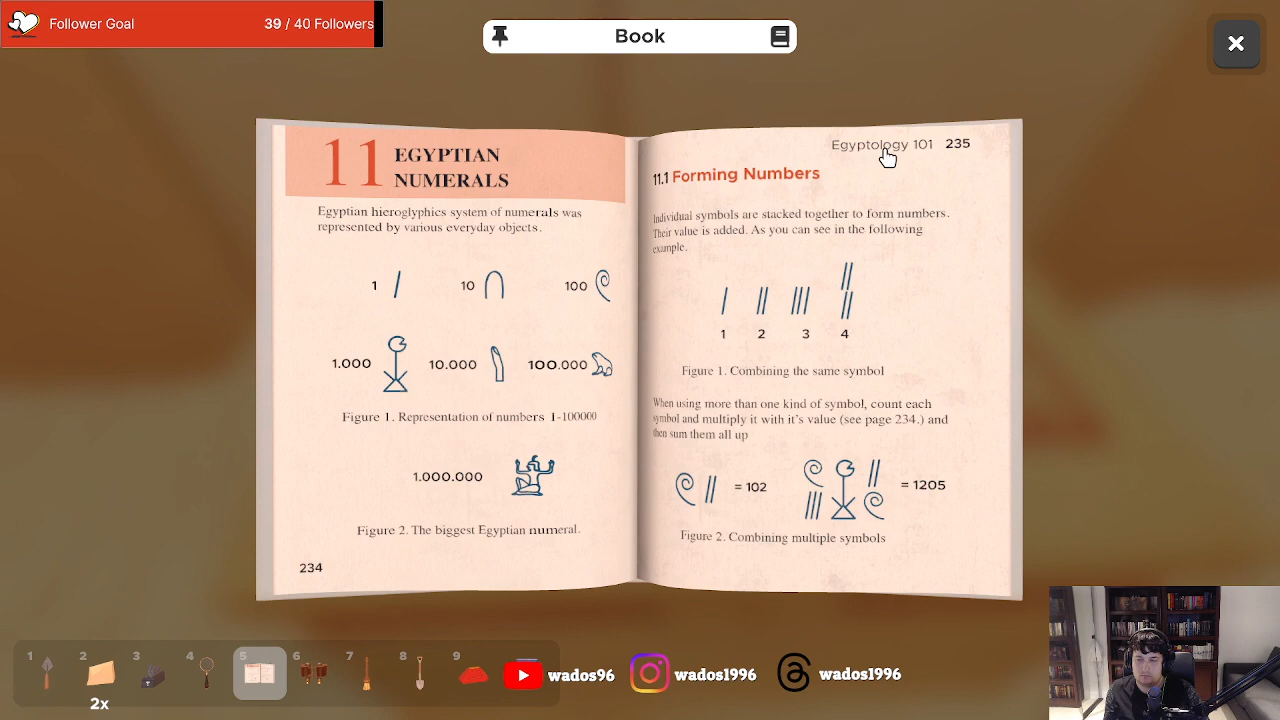 Follower Goal
39 / 40 Followers
Book
11
EGYPTIAN
NUMERALS
Egyptian hieroglyphics system of numerals was
represented by various everyday objects.
1
10
100
1.000
10.000
100.000
Figure 1. Representation of numbers 1-100000
1.000.000
Figure 2. The biggest Egyptian numeral.
234
Egyptology 101 235
11.1 Forming Numbers
Individual symbols are stacked together to form numbers.
Their value is added. As you can see in the following
example.
1 2 3 4
Figure 1. Combining the same symbol
When using more than one kind of symbol, count each
symbol and multiply it with it's value (see page 234.) and
then sum them all up
= 102
= 1205
Figure 2. Combining multiple symbols
1 2 3 4 5 6 7 8 9
2x
wados96
wados1996
wados1996